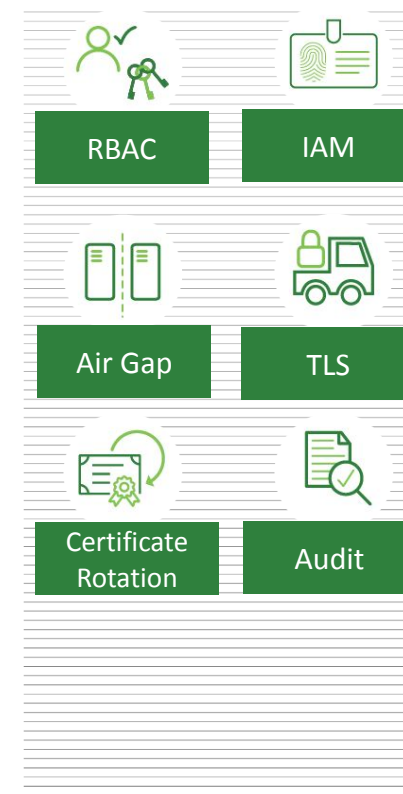 RBAC
IAM
Air Gap
TLS
Certificate
Rotation
Audit